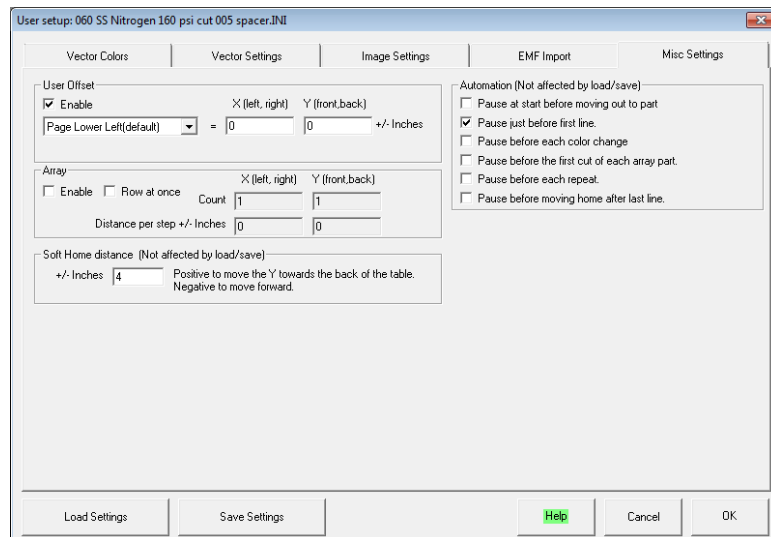 User setup: 060 SS Nitrogen 160 psi cut 005 spacer.INI
Vector Colors
Vector Settings
Image Settings
EMF Import
Misc Settings
User Offset
Enable
X (left, right)
Y (front,back)
Page Lower Left(default)
=
0
0
+/- Inches
Array
Enable
Row at once
X (left, right)
Y (front,back)
Count
1
1
Distance per step +/- Inches
0
0
Soft Home distance (Not affected by load/save)
+/- Inches
4
Positive to move the Y towards the back of the table.
Negative to move forward.
Automation (Not affected by load/save)
Pause at start before moving out to part
Pause just before first line.
Pause before each color change
Pause before the first cut of each array part.
Pause before each repeat.
Pause before moving home after last line.
Load Settings
Save Settings
Help
Cancel
OK